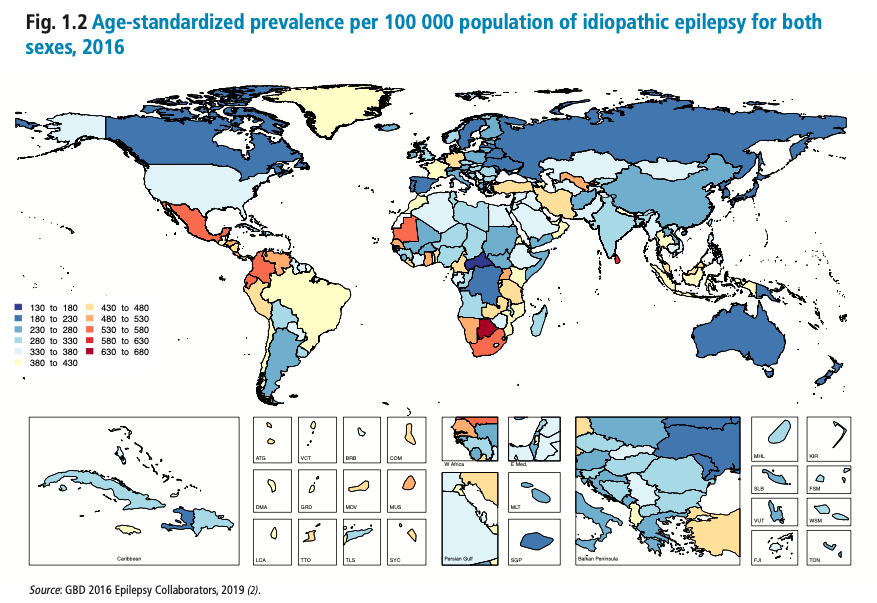 Fig. 1.2 Age-standardized prevalence per 100 000 population of idiopathic epilepsy for both
sexes, 2016
130 to 180
180 to 230
230 to 280
280 to 330
330 to 380
380 to 430
430 to 480
480 to 530
530 to 580
580 to 630
630 to 680
Caribbean
ATG
VCT
BRB
COM
DMA
GRD
MDV
MUS
LCA
TTO
TLS
SYC
W Africa
E Med.
Persian Gulf
MLT
SGP
Balkan Peninsula
MHL
KIR
SLB
FSM
VUT
WSM
FJI
TON
Source: GBD 2016 Epilepsy Collaborators, 2019 (2).